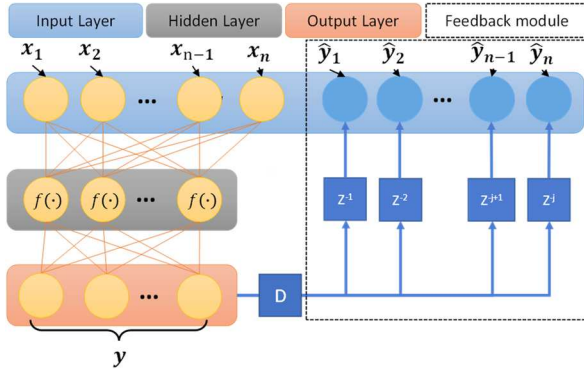 Input Layer Hidden Layer Output Layer Feedback module
x₁ x₂ xₙ₋₁ xₙ ŷ₁ ŷ₂ ŷₙ₋₁ ŷₙ
... ...
f(·) f(·) ... f(·) Z⁻¹ Z⁻² Z⁻ʲ⁺¹ Z⁻ʲ
... D
y